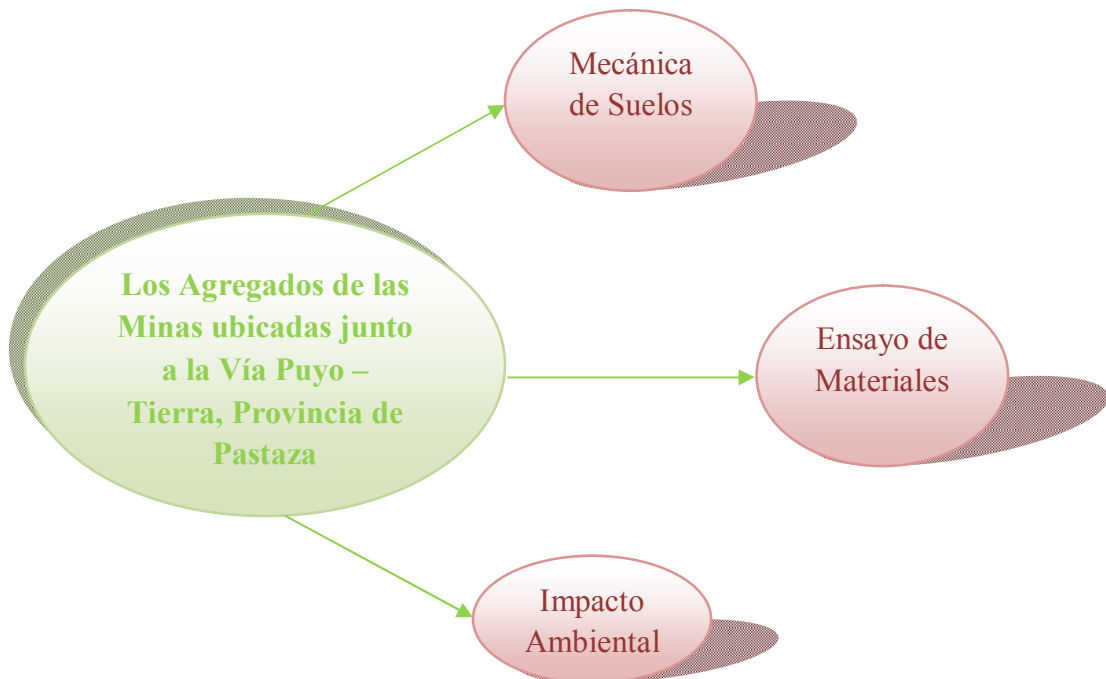 Mecánica
de Suelos
Los Agregados de las
Minas ubicadas junto
a la Vía Puyo –
Tierra, Provincia de
Pastaza
Ensayo de
Materiales
Impacto
Ambiental